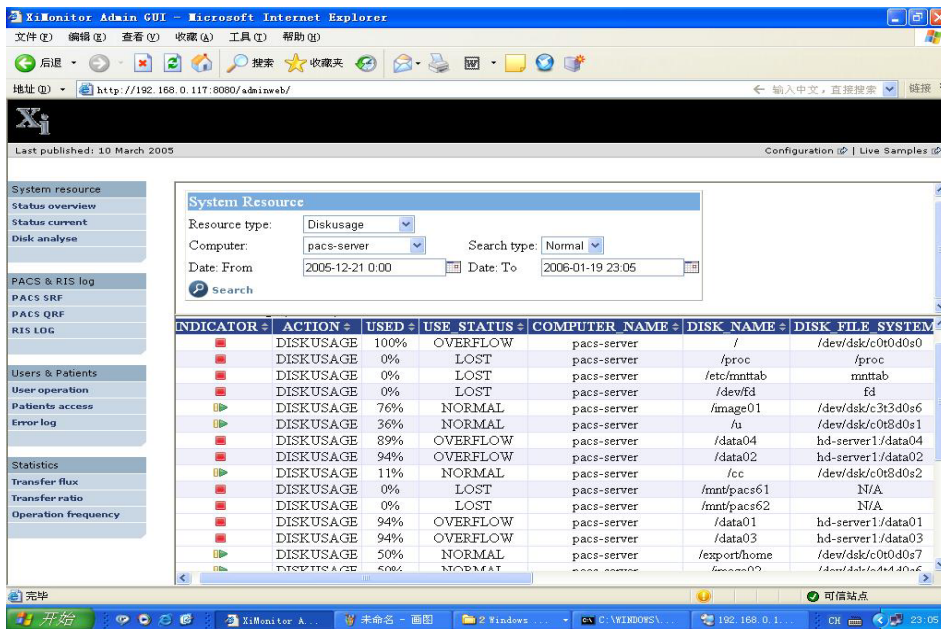 XiMonitor Admin GUI - Microsoft Internet Explorer
文件(F) 编辑(E) 查看(V) 收藏(A) 工具(T) 帮助(H)
后退 搜索 收藏夹
地址(D) http://192.168.0.117:8080/adminweb/ 输入中文，直接搜索 链接
Xi
Last published: 10 March 2005 Configuration | Live Samples
System resource
Status overview
Status current
Disk analyse
PACS & RIS log
PACS SRF
PACS QRF
RIS LOG
Users & Patients
User operation
Patients access
Error log
Statistics
Transfer flux
Transfer ratio
Operation frequency
System Resource
Resource type: Diskusage
Computer: pacs-server Search type: Normal
Date: From 2005-12-21 0:00 Date: To 2006-01-19 23:05
Search
INDICATOR ACTION USED USE_STATUS COMPUTER_NAME DISK_NAME DISK_FILE_SYSTEM
DISKUSAGE 100% OVERFLOW pacs-server / /dev/dsk/c0t0d0s0
DISKUSAGE 0% LOST pacs-server /proc /proc
DISKUSAGE 0% LOST pacs-server /etc/mnttab mnttab
DISKUSAGE 0% LOST pacs-server /dev/fd fd
DISKUSAGE 76% NORMAL pacs-server /image01 /dev/dsk/c3t3d0s6
DISKUSAGE 36% NORMAL pacs-server /u /dev/dsk/c0t8d0s1
DISKUSAGE 89% OVERFLOW pacs-server /data04 hd-server1:/data04
DISKUSAGE 94% OVERFLOW pacs-server /data02 hd-server1:/data02
DISKUSAGE 11% NORMAL pacs-server /cc /dev/dsk/c0t8d0s2
DISKUSAGE 0% LOST pacs-server /mnt/pacs61 N/A
DISKUSAGE 0% LOST pacs-server /mnt/pacs62 N/A
DISKUSAGE 94% OVERFLOW pacs-server /data01 hd-server1:/data01
DISKUSAGE 94% OVERFLOW pacs-server /data03 hd-server1:/data03
DISKUSAGE 50% NORMAL pacs-server /export/home /dev/dsk/c0t0d0s7
DISKUSAGE 50% NORMAL pacs-server
完毕 可信站点
开始 XiMonitor A... 未命名 - 画图 2 Windows ... C:\WINDOWS\... 192.168.0.1... CH 23:05